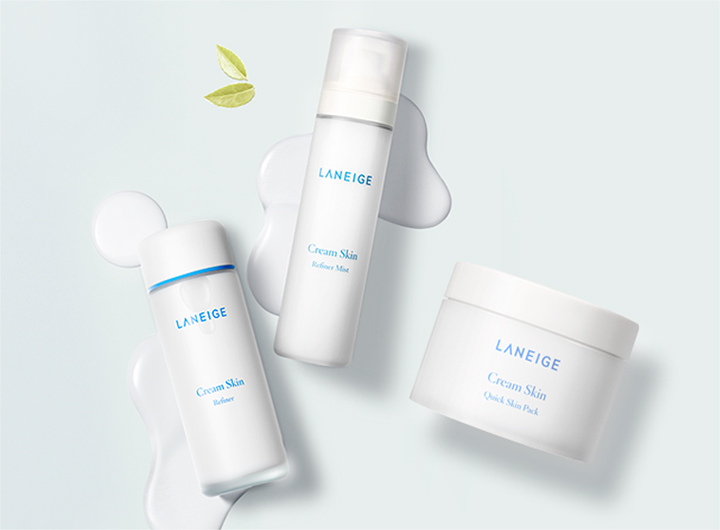 LANEIGE
Cream Skin
Refiner
LANEIGE
Cream Skin
Refiner Mist
LANEIGE
Cream Skin
Quick Skin Pack